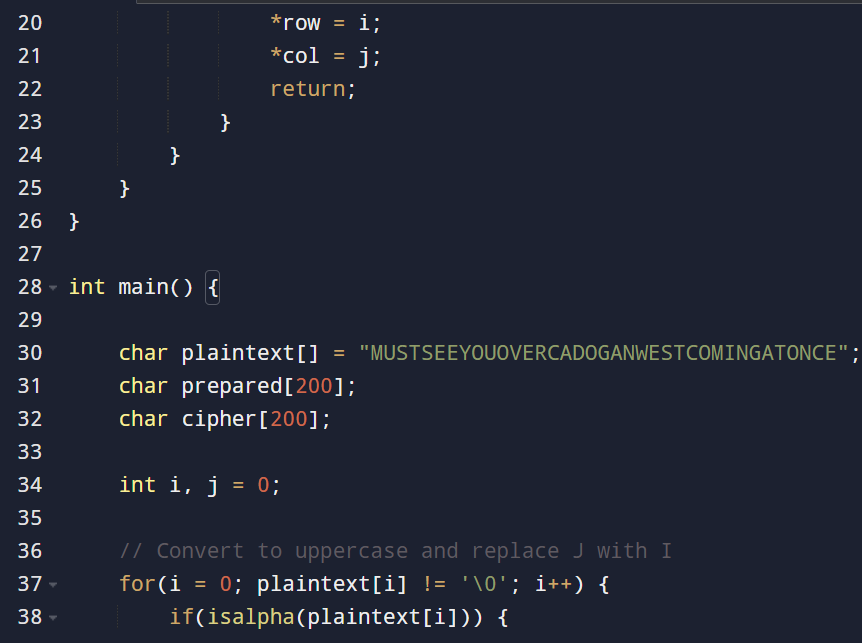 20                 *row = i;
21                 *col = j;
22                 return;
23             }
24         }
25     }
26 }
27
28 int main() {
29
30     char plaintext[] = "MUSTSEEYOUOVERCADOGANWESTCOMINGATONCE";
31     char prepared[200];
32     char cipher[200];
33
34     int i, j = 0;
35
36     // Convert to uppercase and replace J with I
37     for(i = 0; plaintext[i] != '\0'; i++) {
38         if(isalpha(plaintext[i])) {